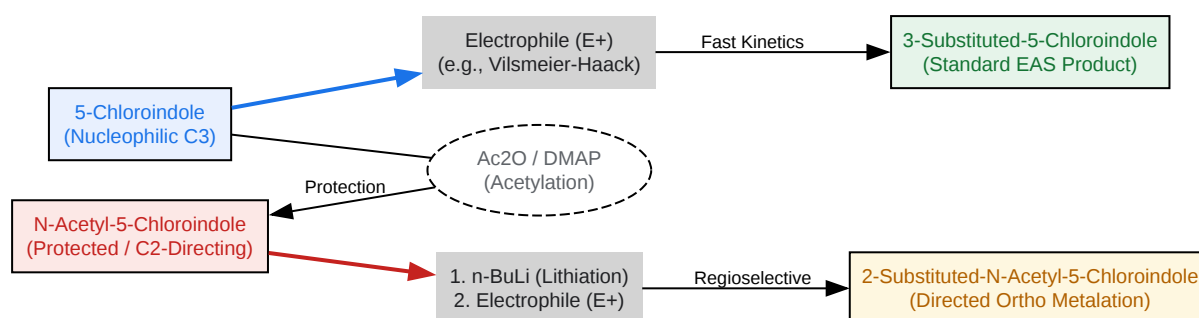 Electrophile (E+)
(e.g., Vilsmeier-Haack)
Fast Kinetics
3-Substituted-5-Chloroindole
(Standard EAS Product)
5-Chloroindole
(Nucleophilic C3)
Ac2O / DMAP
(Acetylation)
Protection
N-Acetyl-5-Chloroindole
(Protected / C2-Directing)
1. n-BuLi (Lithiation)
2. Electrophile (E+)
Regioselective
2-Substituted-N-Acetyl-5-Chloroindole
(Directed Ortho Metalation)